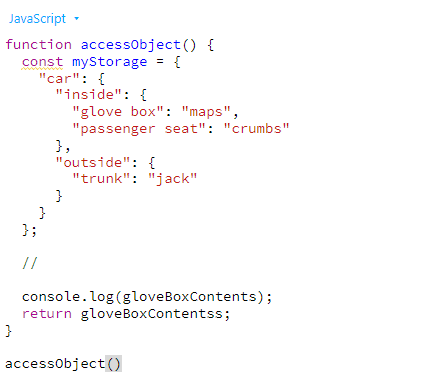 JavaScript
function accessObject() {
  const myStorage = {
    "car": {
      "inside": {
        "glove box": "maps",
        "passenger seat": "crumbs"
      },
      "outside": {
        "trunk": "jack"
      }
    }
  };

  //

  console.log(gloveBoxContents);
  return gloveBoxContentss;
}

accessObject()